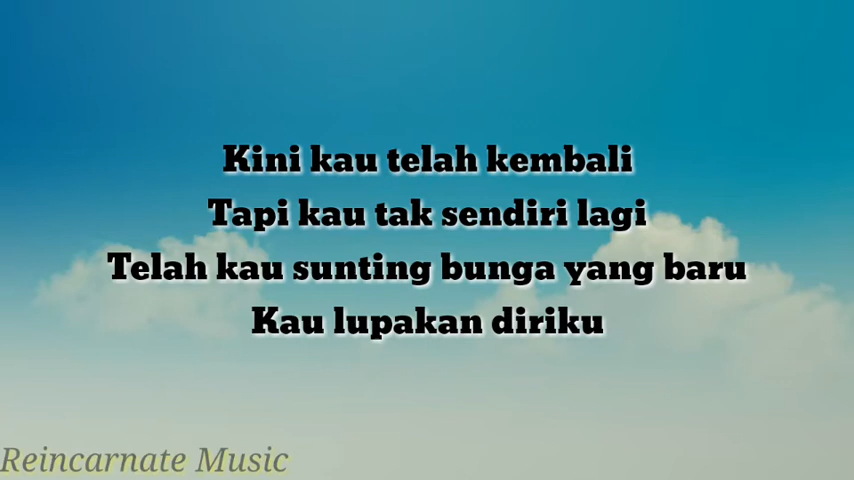 Kini kau telah kembali
Tapi kau tak sendiri lagi
Telah kau sunting bunga yang baru
Kau lupakan diriku
Reincarnate Music